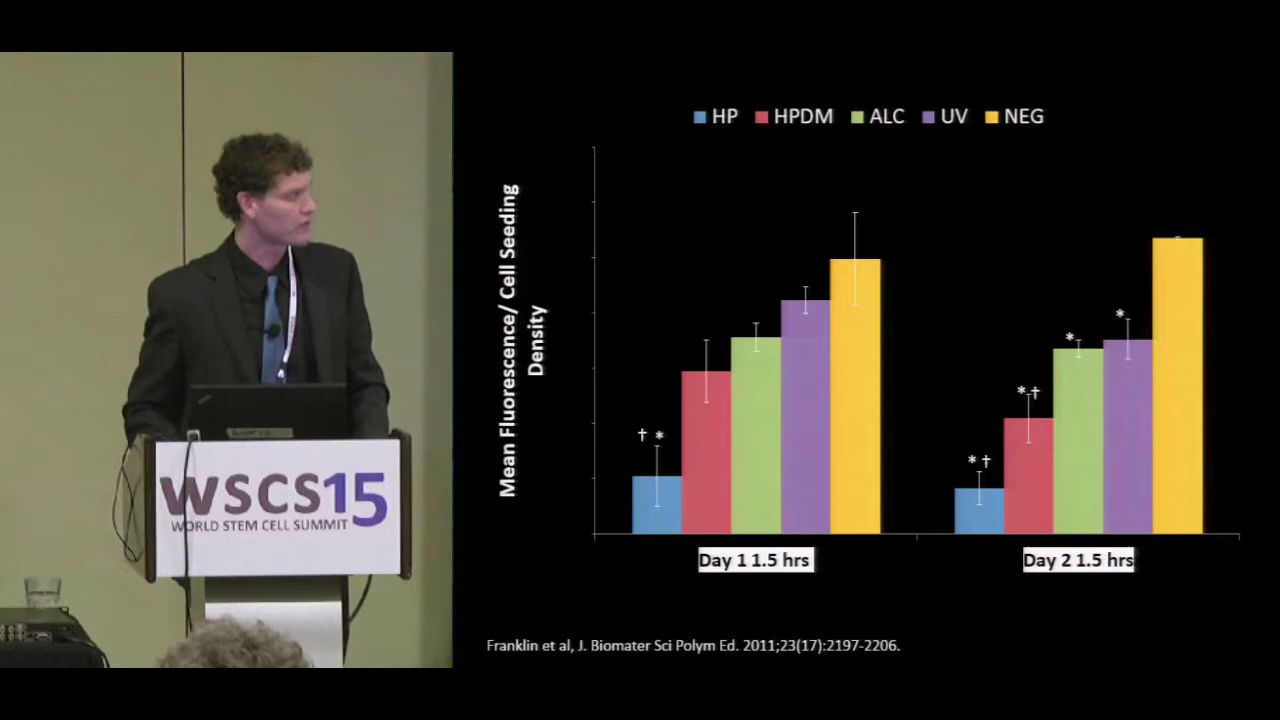 HP HPDM ALC UV NEG
Mean Fluorescence/ Cell Seeding
Density
† *
* †
*†
*
*
Day 1 1.5 hrs
Day 2 1.5 hrs
Franklin et al, J. Biomater Sci Polym Ed. 2011;23(17):2197-2206.
WSCS15
WORLD STEM CELL SUMMIT